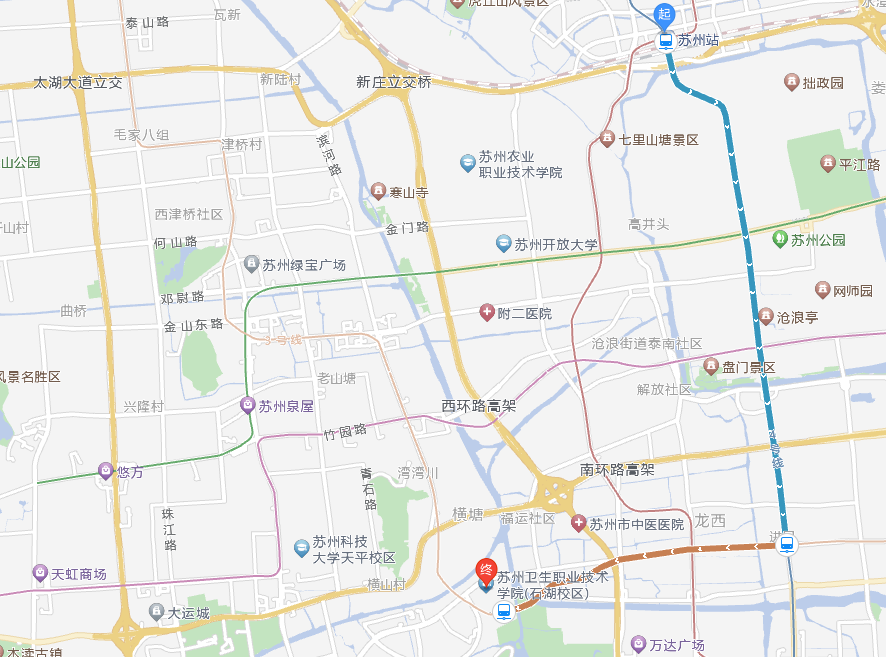 虎丘山风景区
泰山路
瓦新
起
苏州站
太湖大道立交
新陆村
新庄立交桥
拙政园
娄
毛家八组
津桥村
滨河路
七里山塘景区
苏州农业
职业技术学院
山公园
平江路
寒山寺
西津桥社区
高井头
金门路
何山路
苏州开放大学
苏州公园
苏州绿宝广场
邓尉路
网师园
曲桥
附二医院
沧浪亭
金山东路
3号线
沧浪街道泰南社区
风景名胜区
盘门景区
老山塘
解放社区
兴隆村
苏州泉屋
西环路高架
竹园路
号线
南环路高架
悠方
湾湾川
青石路
珠江路
横塘
福运社区
苏州市中医医院
龙西
苏州科技
大学天平校区
终
苏州卫生职业技术
学院(石湖校区)
天虹商场
横山村
大运城
万达广场
木渎古镇